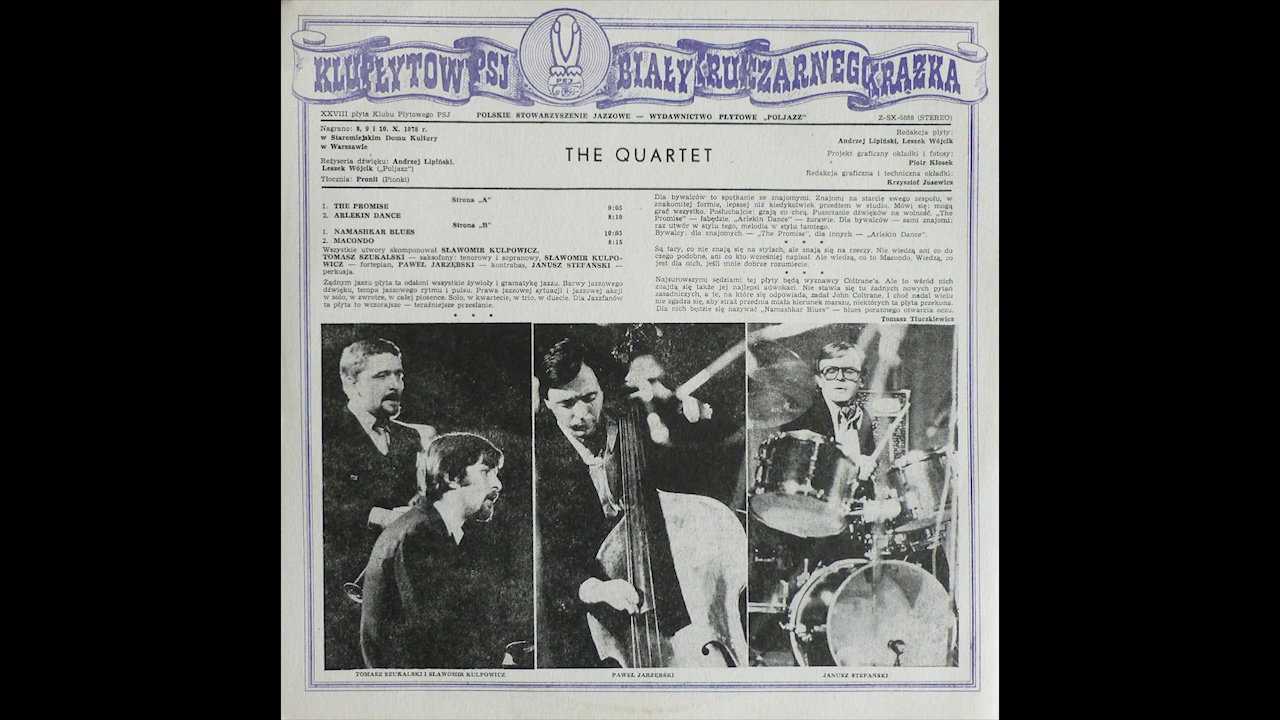 KLUB PŁYTOWY PSJ BIAŁY KRUK CZARNEGO KRĄŻKA
PSJ
XXVIII płyta Klubu Płytowego PSJ POLSKIE STOWARZYSZENIE JAZZOWE — WYDAWNICTWO PŁYTOWE „POLJAZZ" Z-SX-0688 (STEREO)
Nagrano: 8, 9 i 10. X. 1978 r.
w Staromiejskim Domu Kultury
w Warszawie
Reżyseria dźwięku: Andrzej Lipiński,
Leszek Wójcik („Poljazz")
Tłocznia: Pronit (Pionki)
THE QUARTET
Redakcja płyty:
Andrzej Lipiński, Leszek Wójcik
Projekt graficzny okładki i fotosy:
Piotr Kłosek
Redakcja graficzna i techniczna okładki:
Krzysztof Jusewicz
Strona „A"
1. THE PROMISE 9:05
2. ARLEKIN DANCE 8:10
Strona „B"
1. NAMASHKAR BLUES 10:05
2. MACONDO 8:15
Wszystkie utwory skomponował SŁAWOMIR KULPOWICZ.
TOMASZ SZUKALSKI — saksofony: tenorowy i sopranowy, SŁAWOMIR KULPO-
WICZ — fortepian, PAWEŁ JARZĘBSKI — kontrabas, JANUSZ STEFAŃSKI —
perkusja.
Żadnym jazzu płyta ta odsłoni wszystkie żywioły i gramatykę jazzu. Barwy jazzowego
dźwięku, tempa jazzowego rytmu i pulsu. Prawa jazzowej sytuacji i jazzowej akcji
w solo, w zwrotce, w całej piosence. Solo, w kwartecie, w trio, w duecie. Dla Jazzfanów
ta płyta to wczorajsze — teraźniejsze przesłanie.
* * *
Dla bywalców to spotkanie ze znajomymi. Znajomi na starcie swego zespołu, w
znakomitej formie, lepszej niż kiedykolwiek przedtem w studio. Mówi się: mogą
grać wszystko. Posłuchajcie: grają co chcą. Puszczanie dźwięków na wolność. „The
Promise" — łabędzie. „Arlekin Dance" — żurawie. Dla bywalców — sami znajomi:
raz utwór w stylu tego, melodia w stylu tamtego.
Bywalcy: dla znajomych — „The Promise", dla innych — „Arlekin Dance".
* * *
Są tacy, co nie znają się na stylach, ale znają się na rzeczy. Nie wiedzą ani co do
czego podobne, ani kto wcześniej napisał. Ale wiedzą, co to Macondo. Wiedzą, co
jest dla nich, jeśli mnie dobrze rozumiecie.
* * *
Najsurowszymi sędziami tej płyty będą wyznawcy Coltrane'a. Ale to wśród nich
znajdą się także jej najlepsi adwokaci. Nie stawia się tu żadnych nowych pytań
zasadniczych, a te, na które się odpowiada, zadał John Coltrane. I choć nadal wielu
nie zgadza się, aby straż przednia miała kierunek marszu, niektórych ta płyta przekona.
Dla nich będzie się nazywać „Namashkar Blues" — blues porannego otwarcia oczu.
Tomasz Tłuczkiewicz
TOMASZ SZUKALSKI I SŁAWOMIR KULPOWICZ
PAWEŁ JARZĘBSKI
JANUSZ STEFAŃSKI